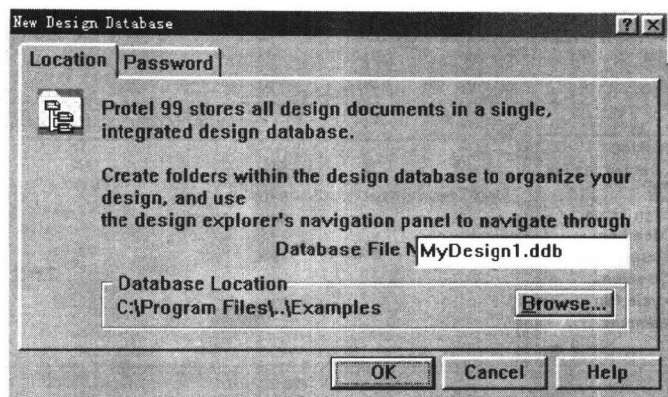 New Design Database
Location Password
Protel 99 stores all design documents in a single,
integrated design database.
Create folders within the design database to organize your
design, and use
the design explorer's navigation panel to navigate through
Database File N MyDesign1.ddb
Database Location
C:\Program Files\..\Examples Browse...
OK Cancel Help